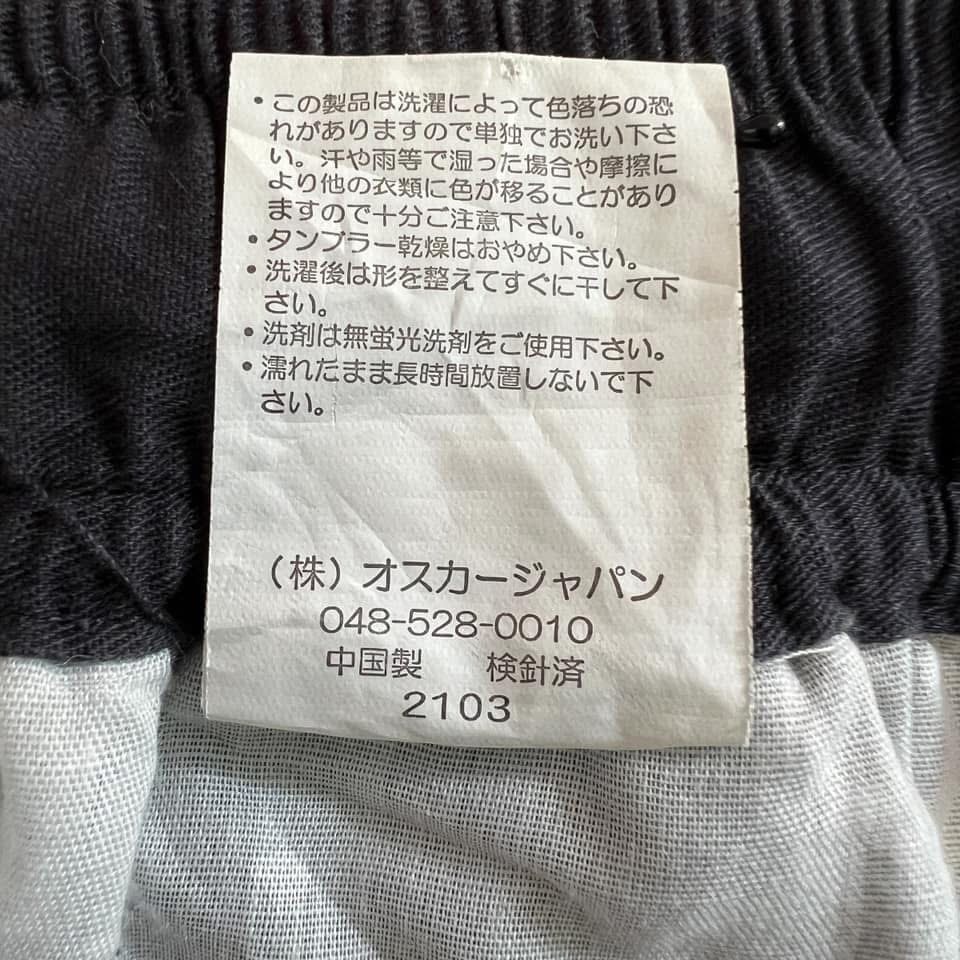 ・この製品は洗濯によって色落ちの恐
れがありますので単独でお洗い下さ
い。汗や雨等で湿った場合や摩擦に
より他の衣類に色が移ることがあり
ますので十分ご注意下さい。
・タンブラー乾燥はおやめ下さい。
・洗濯後は形を整えてすぐに干して下
さい。
・洗剤は無蛍光洗剤をご使用下さい。
・濡れたまま長時間放置しないで下
さい。
（株）オスカージャパン
048-528-0010
中国製　検針済
2103